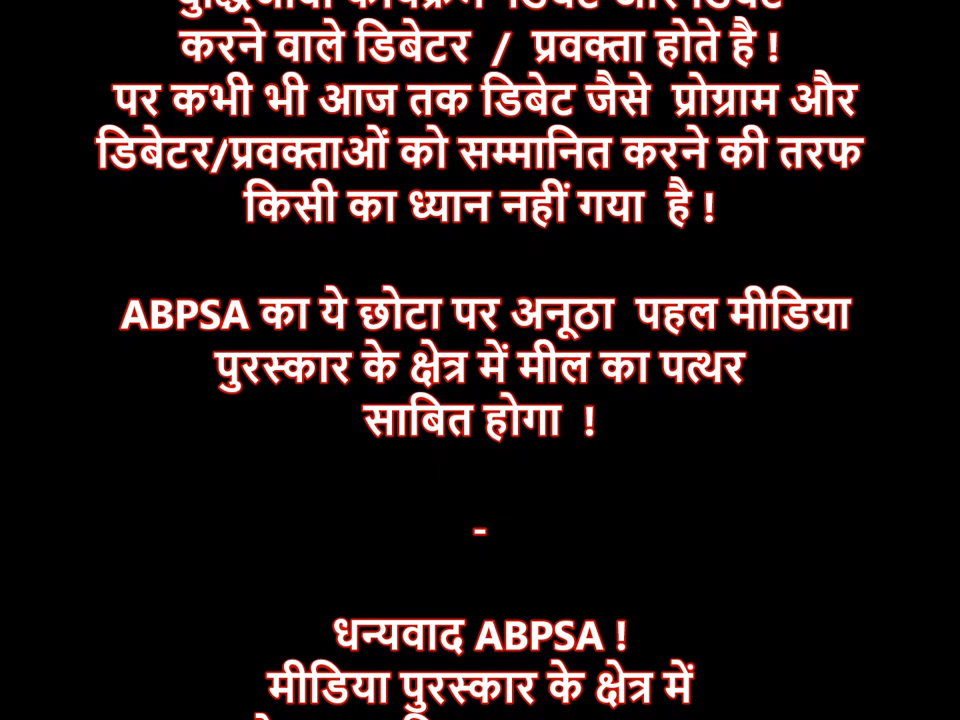 करने वाले डिबेटर / प्रवक्ता होते है !
पर कभी भी आज तक डिबेट जैसे प्रोग्राम और
डिबेटर/प्रवक्ताओं को सम्मानित करने की तरफ
किसी का ध्यान नहीं गया है !
ABPSA का ये छोटा पर अनूठा पहल मीडिया
पुरस्कार के क्षेत्र में मील का पत्थर
साबित होगा !
-
धन्यवाद ABPSA !
मीडिया पुरस्कार के क्षेत्र में